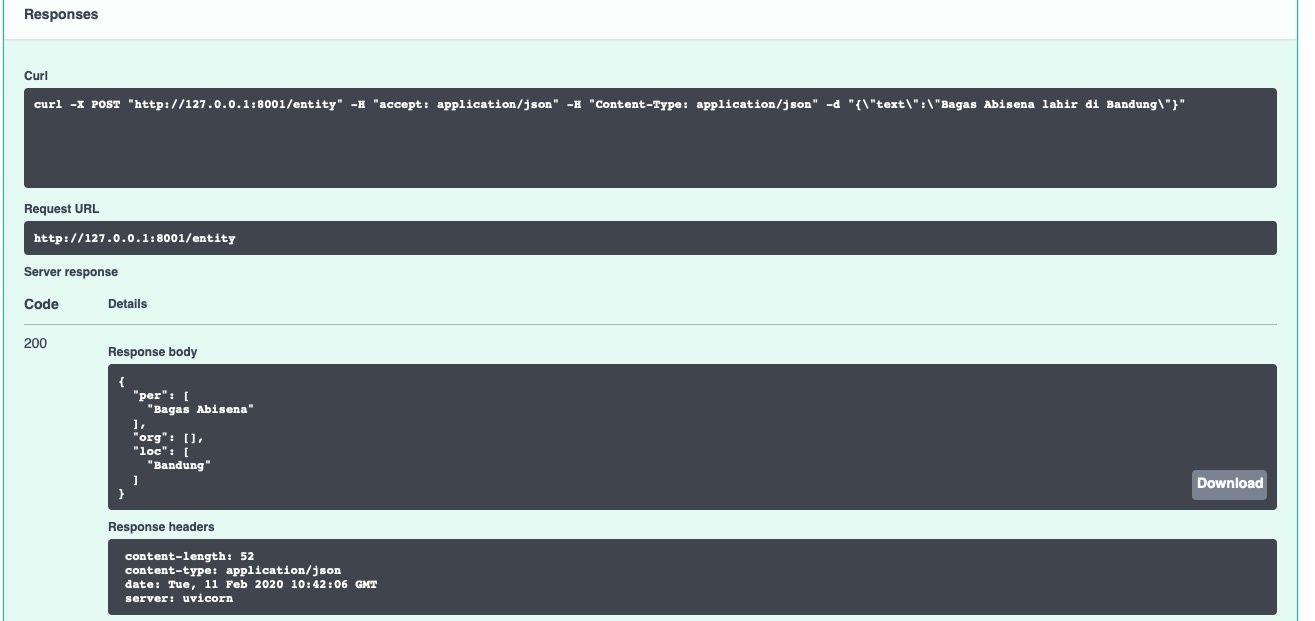 Responses
Curl
curl -X POST "http://127.0.0.1:8001/entity" -H "accept: application/json" -H "Content-Type: application/json" -d "{\"text\":\"Bagas Abisena lahir di Bandung\"}"
Request URL
http://127.0.0.1:8001/entity
Server response
Code Details
200
Response body
{
  "per": [
    "Bagas Abisena"
  ],
  "org": [],
  "loc": [
    "Bandung"
  ]
}
Download
Response headers
content-length: 52
content-type: application/json
date: Tue, 11 Feb 2020 10:42:06 GMT
server: uvicorn